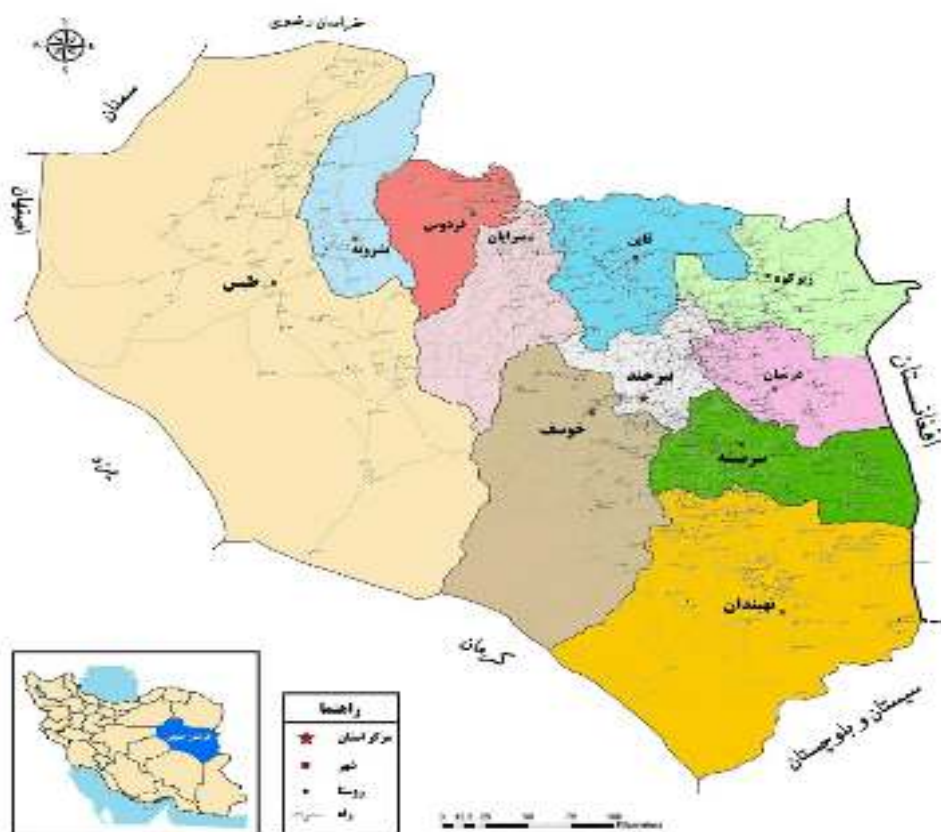 خراسان رضوی
سمنان
اصفهان
فردوس
سرایان
قاین
بشرویه
زیرکوه
طبس
افغانستان
بیرجند
درمیان
خوسف
سربیشه
یزد
نهبندان
کرمان
سیستان و بلوچستان
راهنما
مرکز استان
شهر
روستا
راه